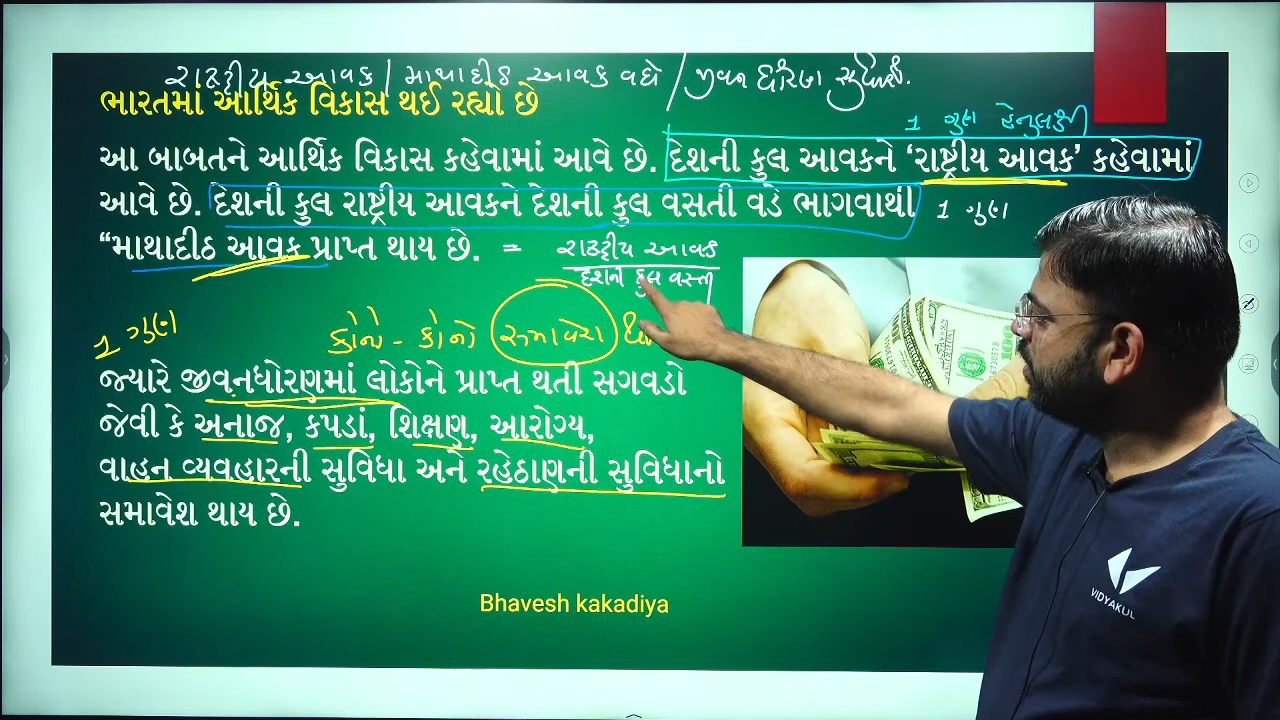 રાષ્ટ્રીય આવક / માથાદીઠ આવક વધે / જીવન ધોરણ સુધરે.
ભારતમાં આર્થિક વિકાસ થઈ રહ્યો છે
1 ગુણ હેતુલક્ષી
આ બાબતને આર્થિક વિકાસ કહેવામાં આવે છે. દેશની કુલ આવકને ‘રાષ્ટ્રીય આવક’ કહેવામાં
આવે છે. દેશની કુલ રાષ્ટ્રીય આવકને દેશની કુલ વસતી વડે ભાગવાથી 1 ગુણ
“માથાદીઠ આવક પ્રાપ્ત થાય છે. = રાષ્ટ્રીય આવક
દેશની કુલ વસ્તી
1 ગુણ કોનો - કોનો સમાવેશ
જ્યારે જીવનધોરણમાં લોકોને પ્રાપ્ત થતી સગવડો
જેવી કે અનાજ, કપડાં, શિક્ષણ, આરોગ્ય,
વાહન વ્યવહારની સુવિધા અને રહેઠાણની સુવિધાનો
સમાવેશ થાય છે.
Bhavesh kakadiya
VIDYAKUL